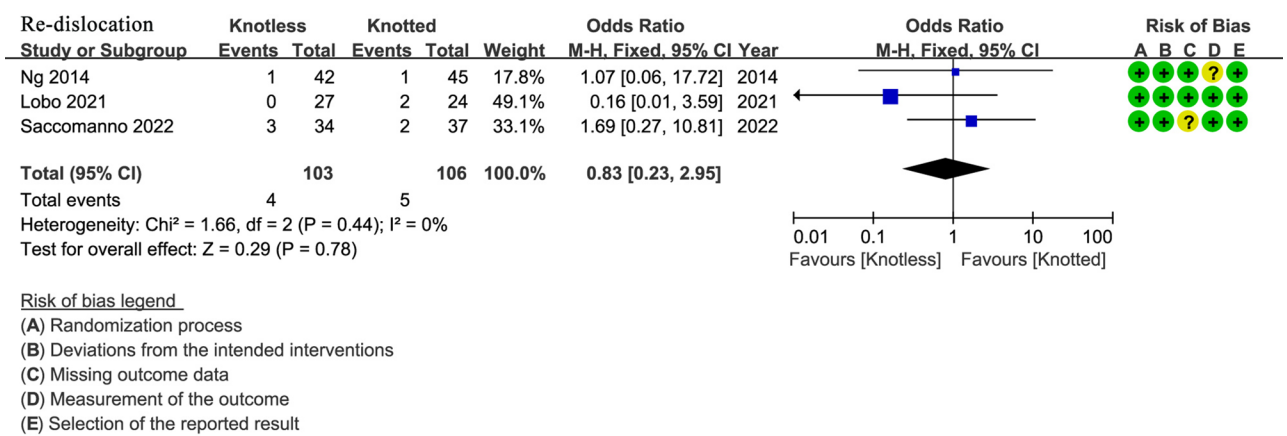 Re-dislocation Knotless Knotted Odds Ratio Odds Ratio Risk of Bias
Study or Subgroup Events Total Events Total Weight M-H, Fixed, 95% CI Year M-H, Fixed, 95% CI A B C D E
Ng 2014 1 42 1 45 17.8% 1.07 [0.06, 17.72] 2014 + + + ? +
Lobo 2021 0 27 2 24 49.1% 0.16 [0.01, 3.59] 2021 + + + + +
Saccomanno 2022 3 34 2 37 33.1% 1.69 [0.27, 10.81] 2022 + + ? + +
Total (95% CI) 103 106 100.0% 0.83 [0.23, 2.95]
Total events 4 5
Heterogeneity: Chi² = 1.66, df = 2 (P = 0.44); I² = 0%
Test for overall effect: Z = 0.29 (P = 0.78)
0.01 0.1 1 10 100
Favours [Knotless] Favours [Knotted]
Risk of bias legend
(A) Randomization process
(B) Deviations from the intended interventions
(C) Missing outcome data
(D) Measurement of the outcome
(E) Selection of the reported result